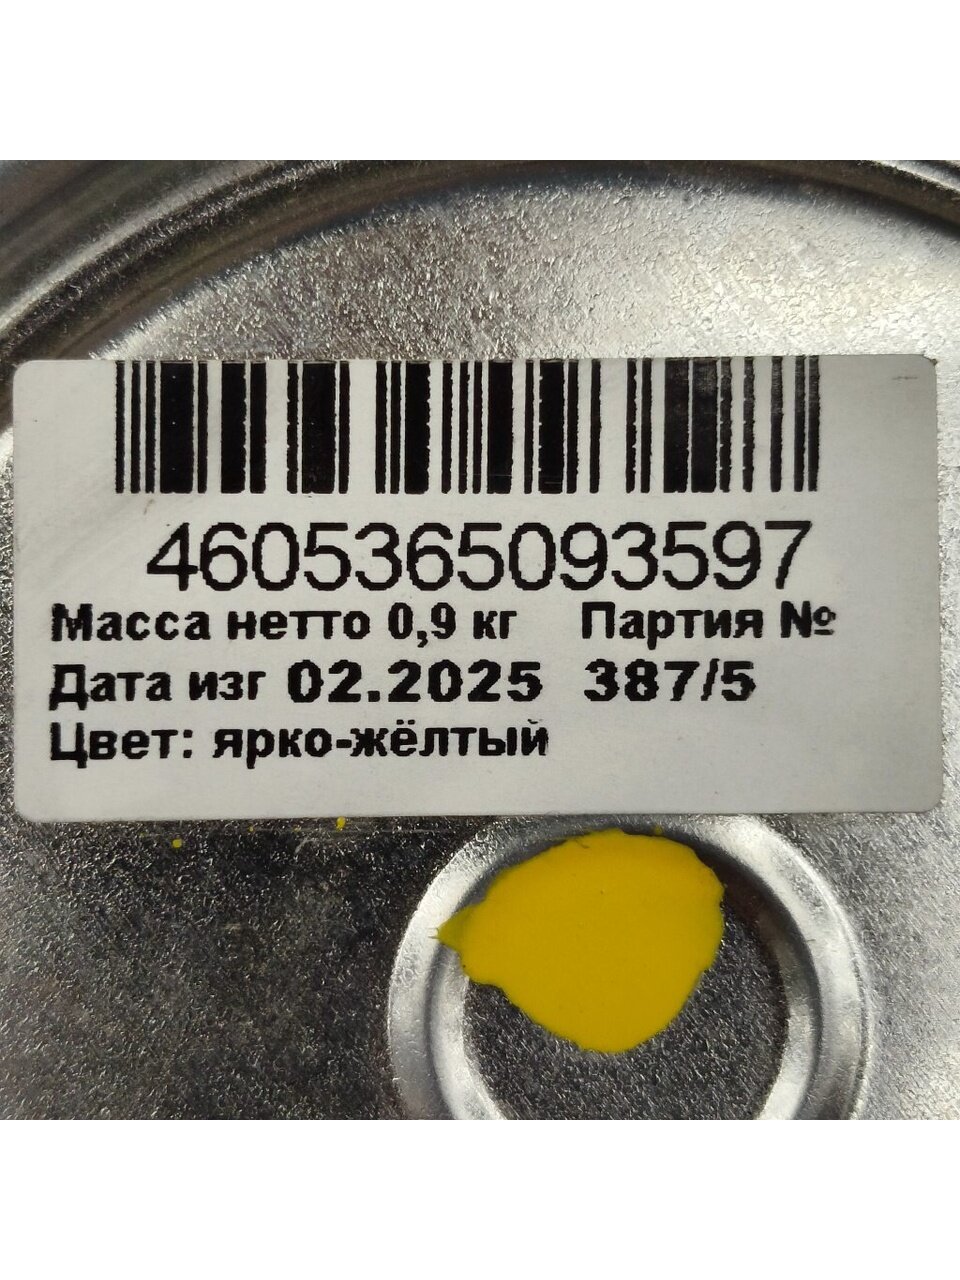 4605365093597
Масса нетто 0,9 кг Партия №
Дата изг 02.2025 387/5
Цвет: ярко-жёлтый